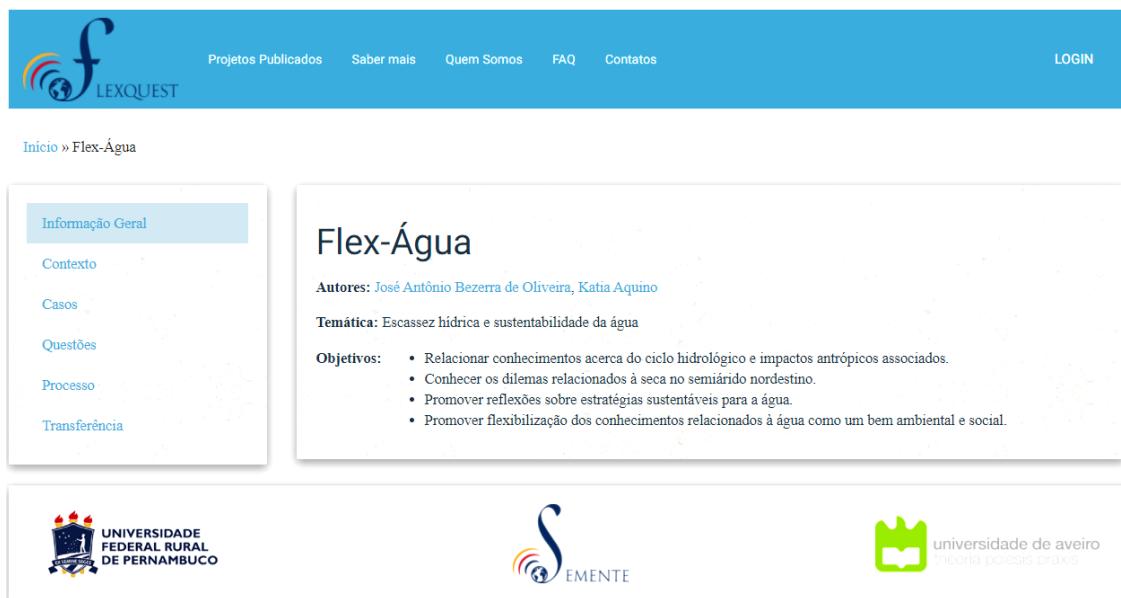 FLEXQUEST
Projetos Publicados Saber mais Quem Somos FAQ Contatos LOGIN
Início » Flex-Água
Informação Geral
Contexto
Casos
Questões
Processo
Transferência
Flex-Água
Autores: José Antônio Bezerra de Oliveira, Katia Aquino
Temática: Escassez hídrica e sustentabilidade da água
Objetivos: • Relacionar conhecimentos acerca do ciclo hidrológico e impactos antrópicos associados.
• Conhecer os dilemas relacionados à seca no semiárido nordestino.
• Promover reflexões sobre estratégias sustentáveis para a água.
• Promover flexibilização dos conhecimentos relacionados à água como um bem ambiental e social.
UNIVERSIDADE
FEDERAL RURAL
DE PERNAMBUCO
SEMENTE
universidade de aveiro
theoria poiesis praxis